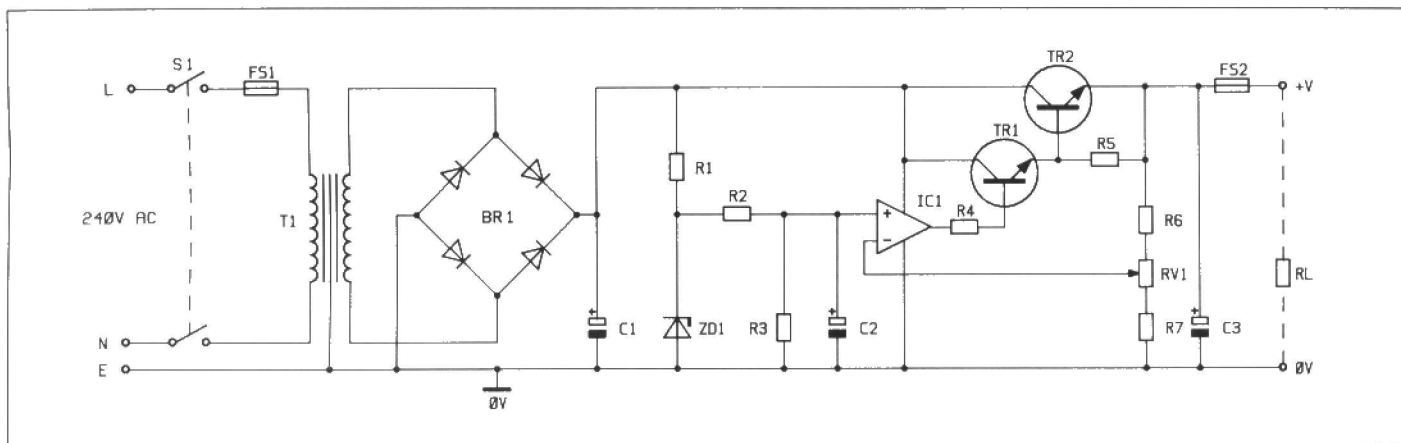 S1
FS1
L
240V AC
T1
N
E
BR1
0V
C1
R1
ZD1
R2
R3
C2
IC1
R4
TR1
TR2
R5
R6
RV1
R7
C3
FS2
+V
RL
0V
+
+
+
−
+